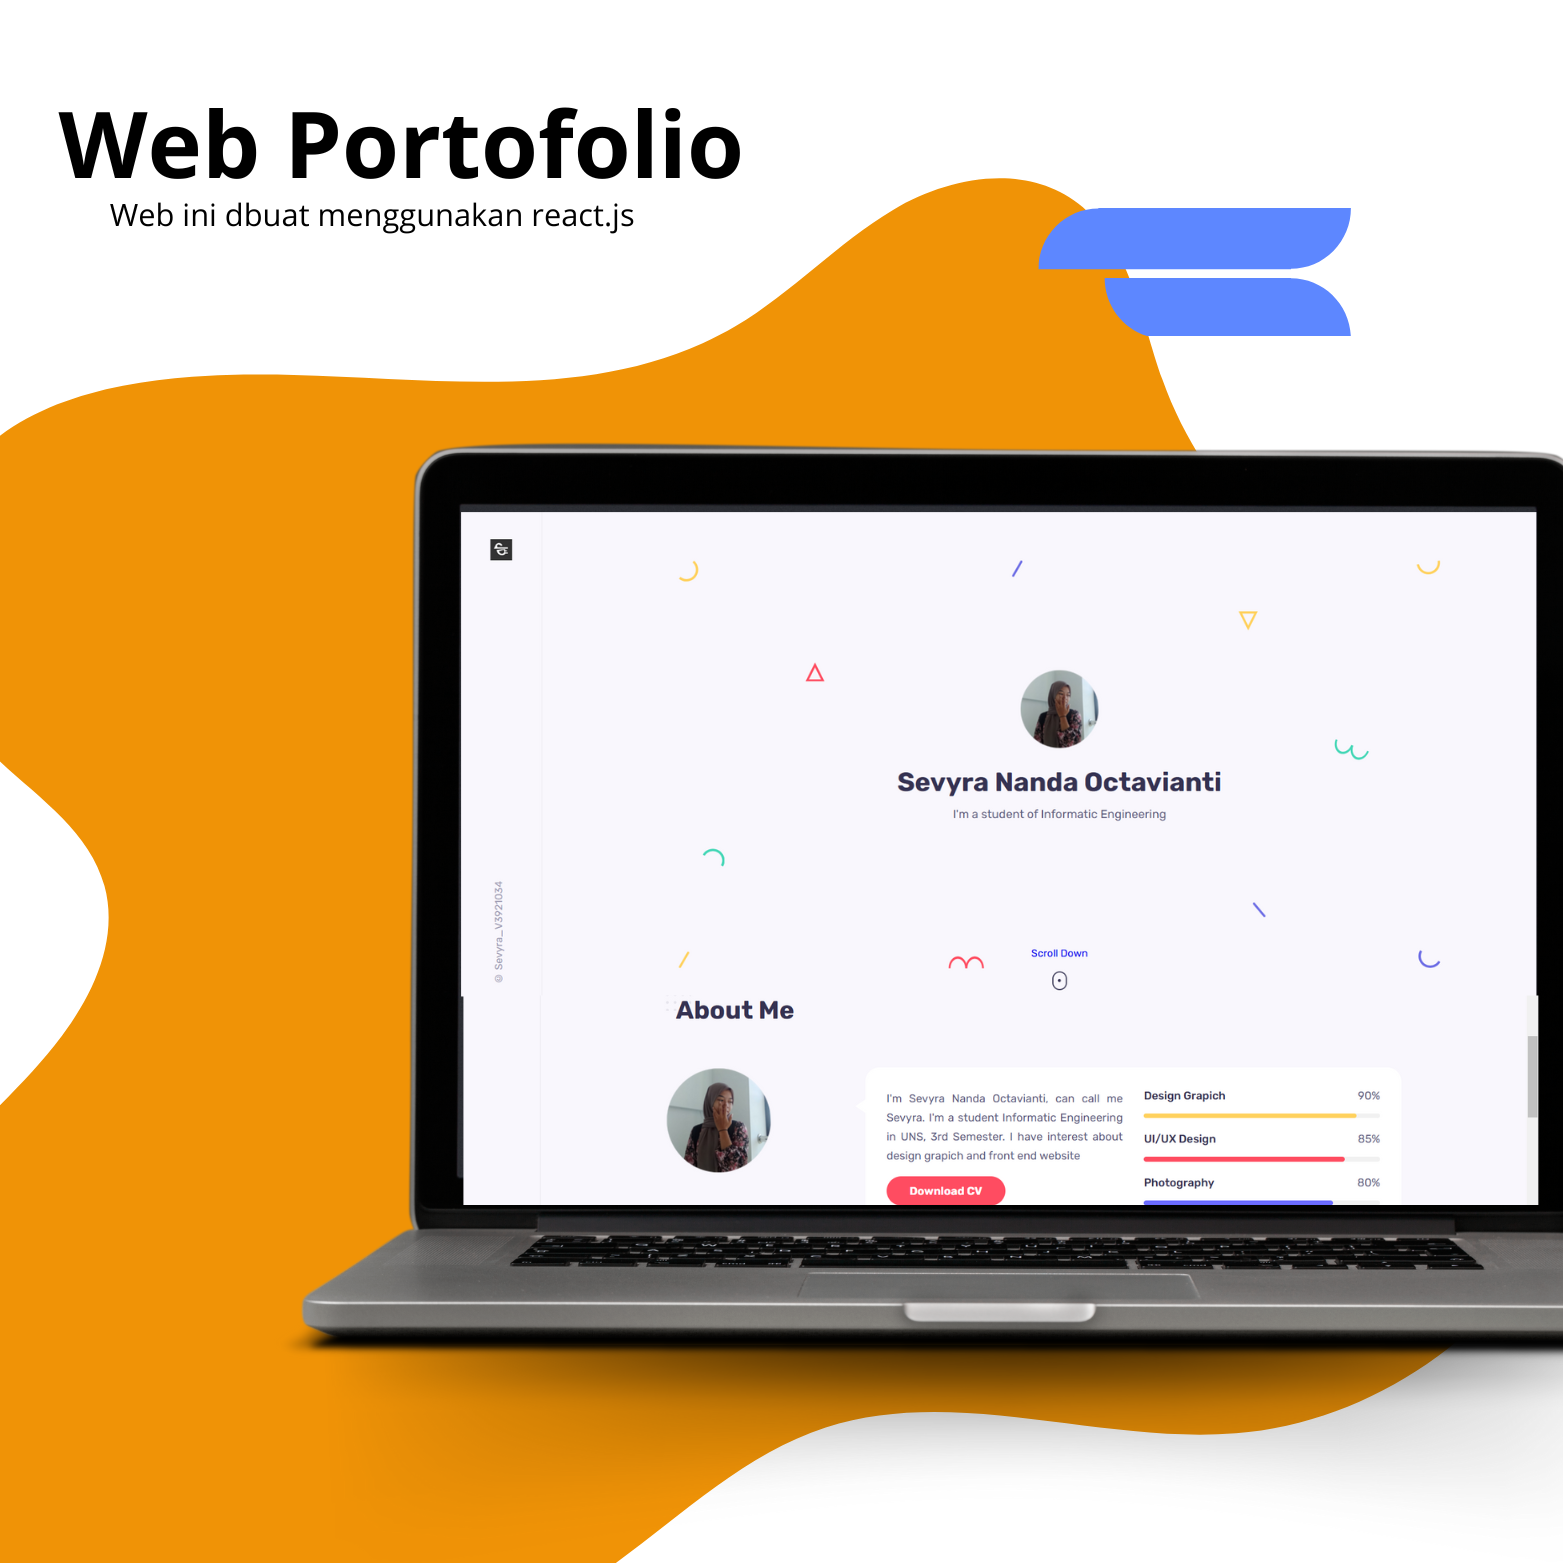 Web Portofolio
Web ini dbuat menggunakan react.js
Sevyra Nanda Octavianti
I'm a student of Informatic Engineering
© Sevyra_V3921034
Scroll Down
About Me
I'm Sevyra Nanda Octavianti, can call me
Sevyra. I'm a student Informatic Engineering
in UNS, 3rd Semester. I have interest about
design grapich and front end website
Download CV
Design Grapich 90%
UI/UX Design 85%
Photography 80%